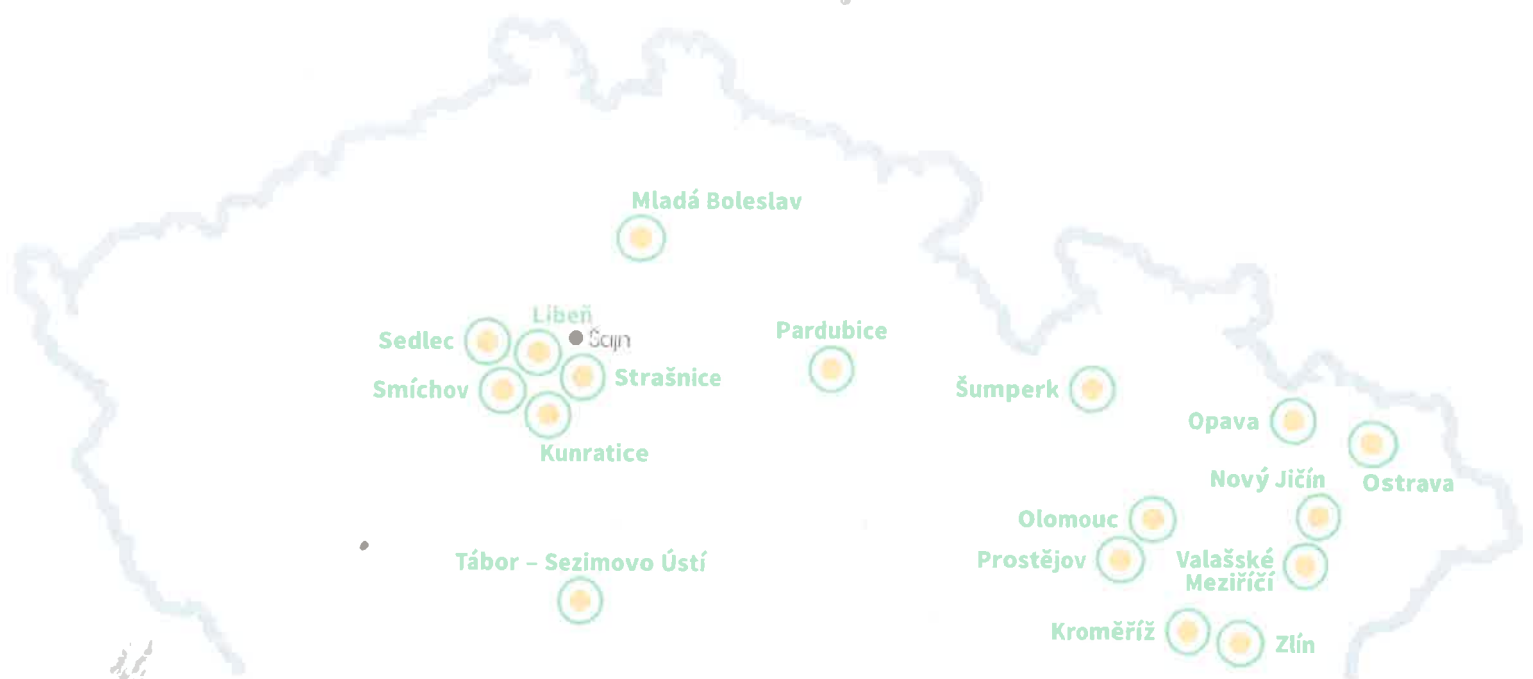 Mladá Boleslav
Libeň
Sedlec
Pardubice
Strašnice
Smíchov
Šumperk
Opava
Kunratice
Nový Jičín
Ostrava
Olomouc
Tábor – Sezimovo Ústí
Prostějov
Valašské
Meziříčí
Kroměříž
Zlín